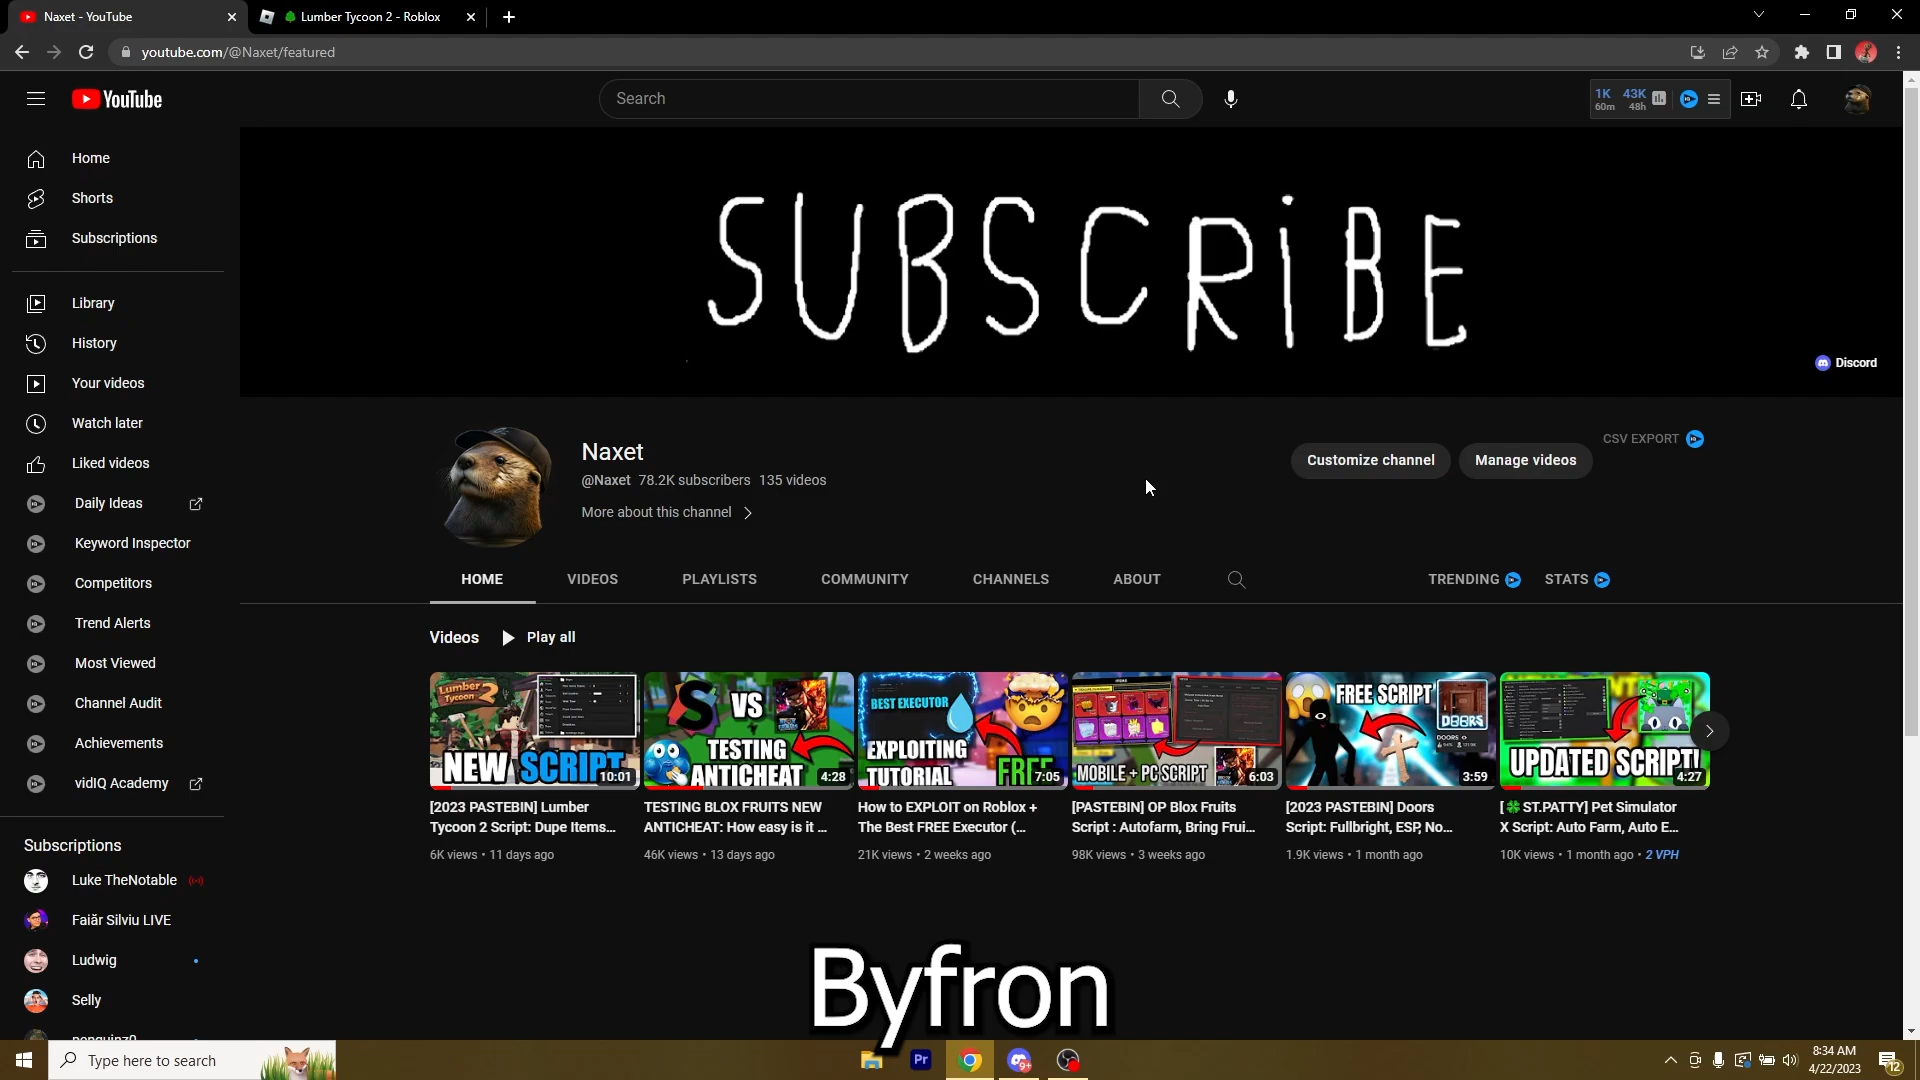 Naxet - YouTube
Lumber Tycoon 2 - Roblox
youtube.com/@Naxet/featured
YouTube
Search
1K 43K
60m 48h
Home
Shorts
Subscriptions
Library
History
Your videos
Watch later
Liked videos
Daily Ideas
Keyword Inspector
Competitors
Trend Alerts
Most Viewed
Channel Audit
Achievements
vidIQ Academy
Subscriptions
Luke TheNotable
Faiăr Silviu LIVE
Ludwig
Selly
penguinz0
SUBSCRiBE
Discord
Naxet
@Naxet 78.2K subscribers 135 videos
More about this channel
Customize channel
Manage videos
CSV EXPORT
HOME
VIDEOS
PLAYLISTS
COMMUNITY
CHANNELS
ABOUT
TRENDING
STATS
Videos
Play all
Lumber Tycoon 2
NEW SCRIPT
10:01
[2023 PASTEBIN] Lumber
Tycoon 2 Script: Dupe Items...
6K views • 11 days ago
S VS
TESTING
ANTICHEAT
4:28
TESTING BLOX FRUITS NEW
ANTICHEAT: How easy is it ...
46K views • 13 days ago
BEST EXECUTOR
EXPLOITING
TUTORIAL
FREE
7:05
How to EXPLOIT on Roblox +
The Best FREE Executor (...
21K views • 2 weeks ago
MOBILE + PC SCRIPT
6:03
[PASTEBIN] OP Blox Fruits
Script : Autofarm, Bring Frui...
98K views • 3 weeks ago
FREE SCRIPT
DOORS
3:59
[2023 PASTEBIN] Doors
Script: Fullbright, ESP, No...
1.9K views • 1 month ago
UPDATED SCRIPT!
4:27
[🍀ST.PATTY] Pet Simulator
X Script: Auto Farm, Auto E...
10K views • 1 month ago • 2 VPH
Byfron
Type here to search
Pr
9+
8:34 AM
4/22/2023
12